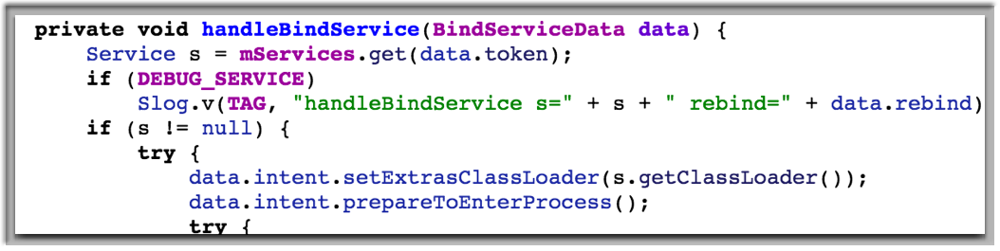 private void handleBindService(BindServiceData data) {
    Service s = mServices.get(data.token);
    if (DEBUG_SERVICE)
        Slog.v(TAG, "handleBindService s=" + s + " rebind=" + data.rebind)
    if (s != null) {
        try {
            data.intent.setExtrasClassLoader(s.getClassLoader());
            data.intent.prepareToEnterProcess();
            try {